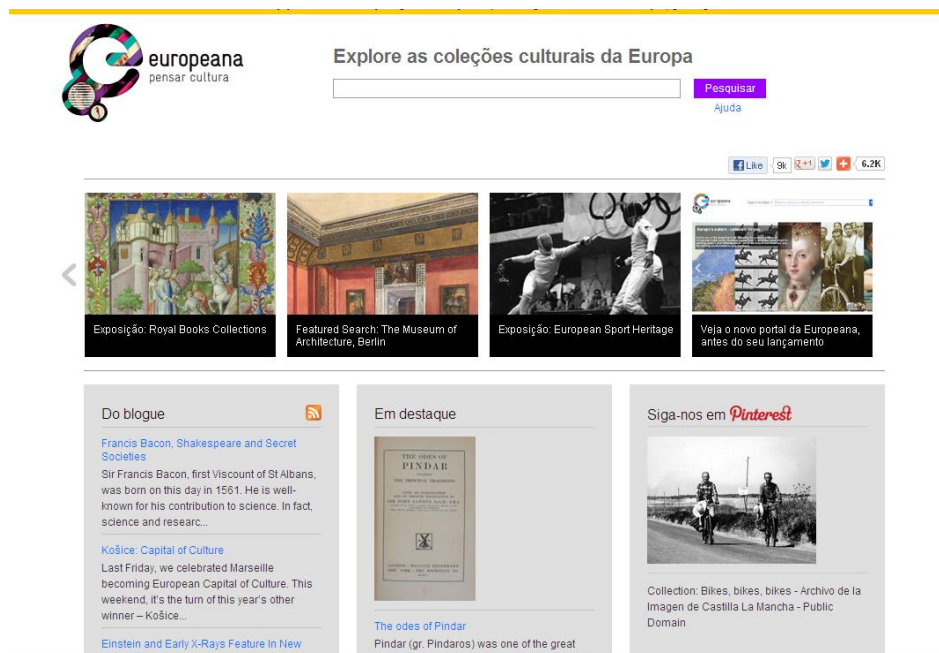 europeana
pensar cultura
Explore as coleções culturais da Europa
Pesquisar
Ajuda
Like
9k
+1
6.2K
Exposição: Royal Books Collections
Featured Search: The Museum of
Architecture, Berlin
Exposição: European Sport Heritage
Veja o novo portal da Europeana,
antes do seu lançamento
Do blogue
Francis Bacon, Shakespeare and Secret
Societies
Sir Francis Bacon, first Viscount of St Albans,
was born on this day in 1561. He is well-
known for his contribution to science. In fact,
science and researc...
Košice: Capital of Culture
Last Friday, we celebrated Marseille
becoming European Capital of Culture. This
weekend, it's the turn of this year's other
winner – Košice...
Einstein and Early X-Rays Feature In New
Em destaque
THE ODES OF
PINDAR
The odes of Pindar
Pindar (gr. Pindaros) was one of the great
Siga-nos em Pinterest
Collection: Bikes, bikes, bikes - Archivo de la
Imagen de Castilla La Mancha - Public
Domain